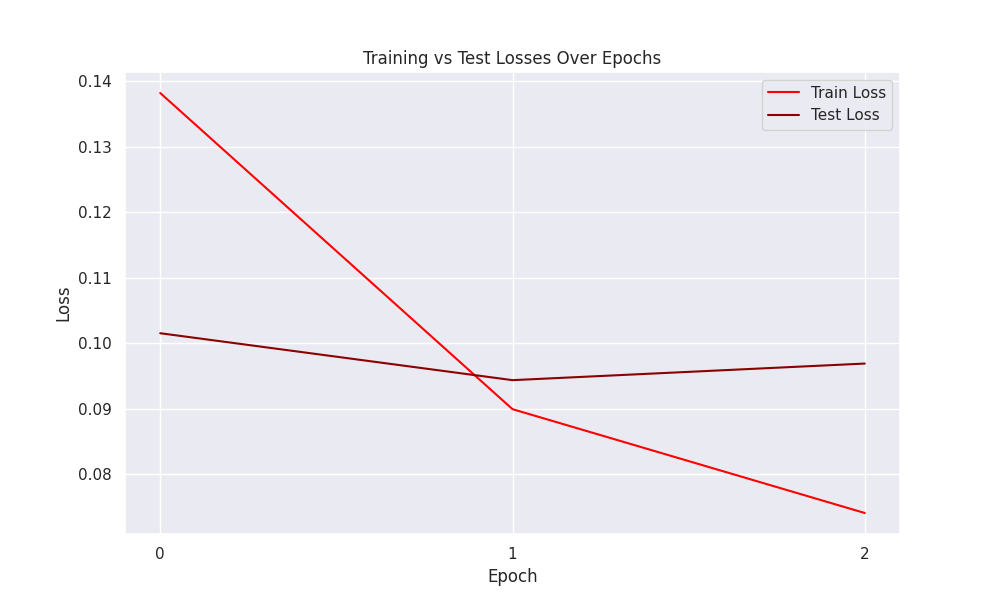 Training vs Test Losses Over Epochs
Train Loss
Test Loss
0.14
0.13
0.12
0.11
0.10
0.09
0.08
Loss
0 1 2
Epoch